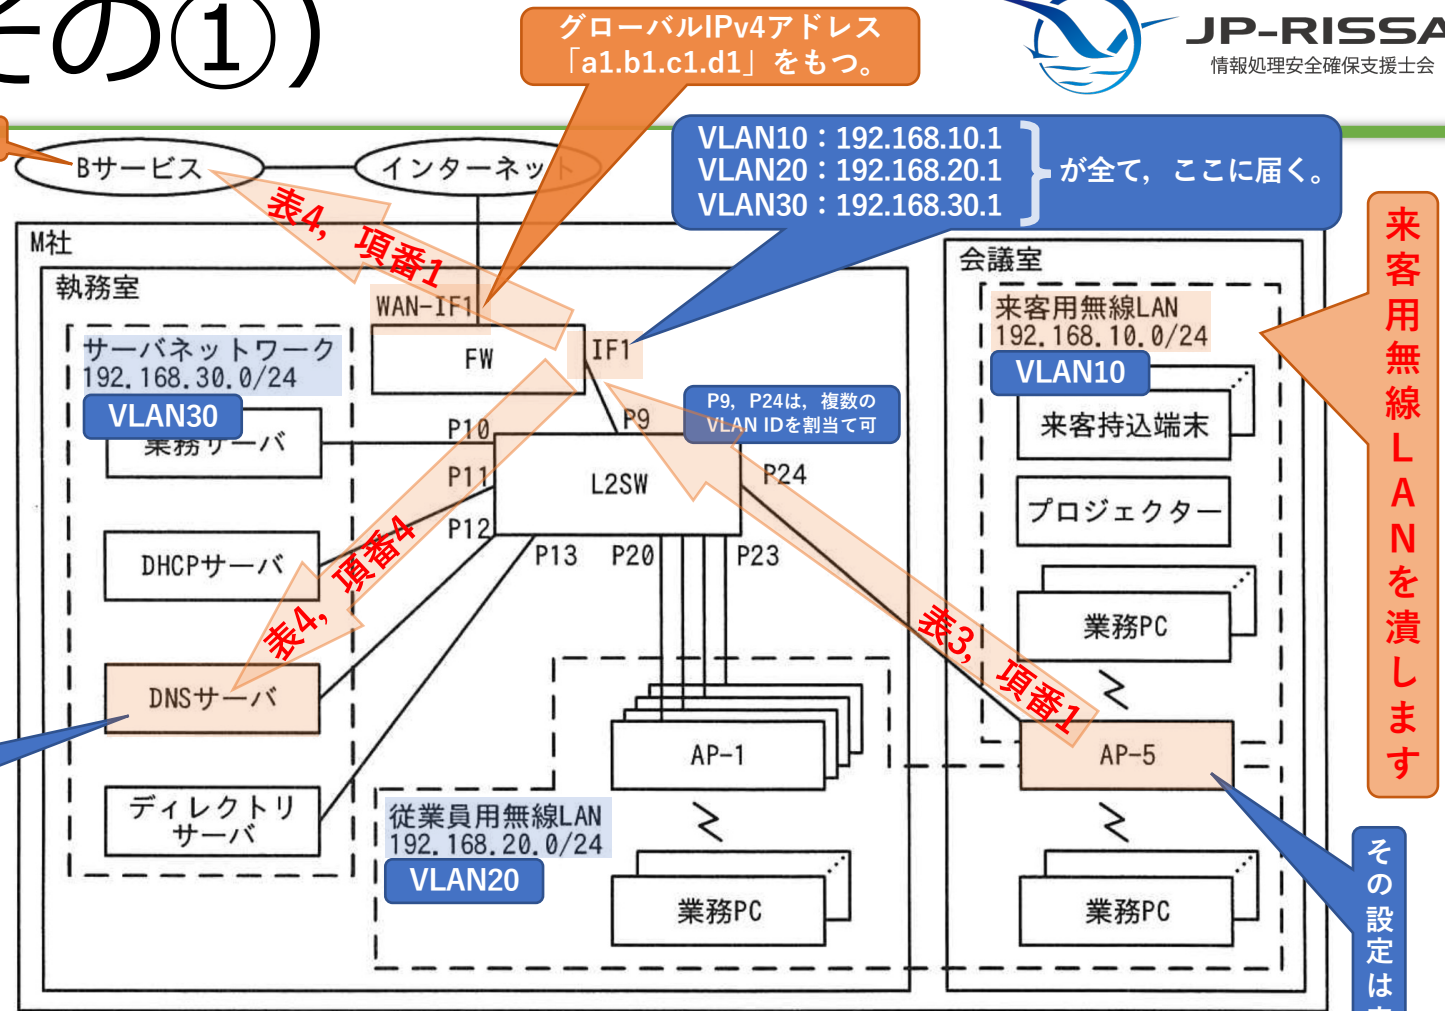 その①）
グローバルIPv4アドレス
「a1.b1.c1.d1」をもつ。
JP-RISSA
情報処理安全確保支援士会
VLAN10：192.168.10.1
VLAN20：192.168.20.1
VLAN30：192.168.30.1
が全て，ここに届く。
Bサービス
インターネット
表4，項番1
M社
執務室
WAN-IF1
FW
IF1
サーバネットワーク
192.168.30.0/24
VLAN30
業務サーバ
P10
P9
P9，P24は，複数の
VLAN IDを割当て可
P11
L2SW
P24
P12
DHCPサーバ
P13
P20
P23
表4，項番4
DNSサーバ
ディレクトリ
サーバ
表3，項番1
AP-1
従業員用無線LAN
192.168.20.0/24
VLAN20
業務PC
会議室
来客用無線LAN
192.168.10.0/24
VLAN10
来客持込端末
プロジェクター
業務PC
AP-5
業務PC
来客用無線LANを潰します
その設定は